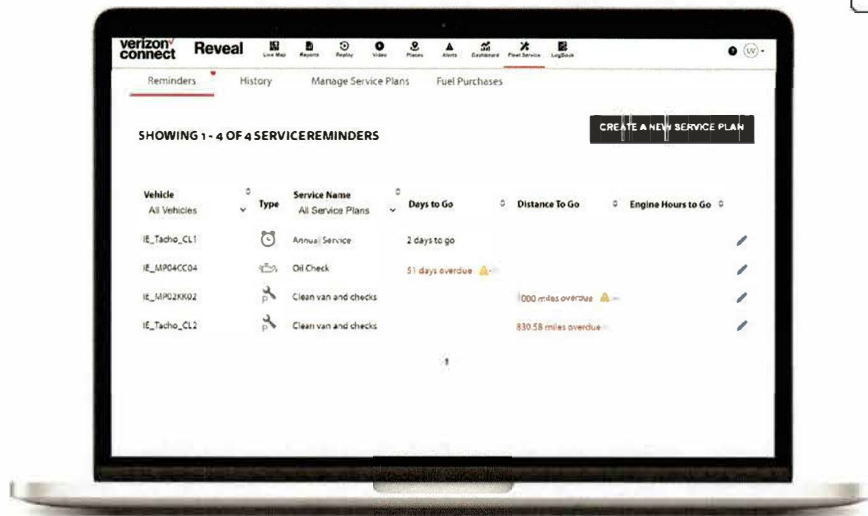 verizon connect Reveal Live Map Reports Replay Video Places Alerts Dashboard Fleet Service LogBook ? UV
Reminders History Manage Service Plans Fuel Purchases
CREATE A NEW SERVICE PLAN
SHOWING 1 - 4 OF 4 SERVICEREMINDERS
Vehicle Type Service Name Days to Go Distance To Go Engine Hours to Go
All Vehicles All Service Plans
IE_Tacho_CL1 Annual Service 2 days to go
IE_MP04CC04 Oil Check 51 days overdue
IE_MP02KK02 P Clean van and checks 1000 miles overdue
IE_Tacho_CL2 P Clean van and checks 830.58 miles overdue
1